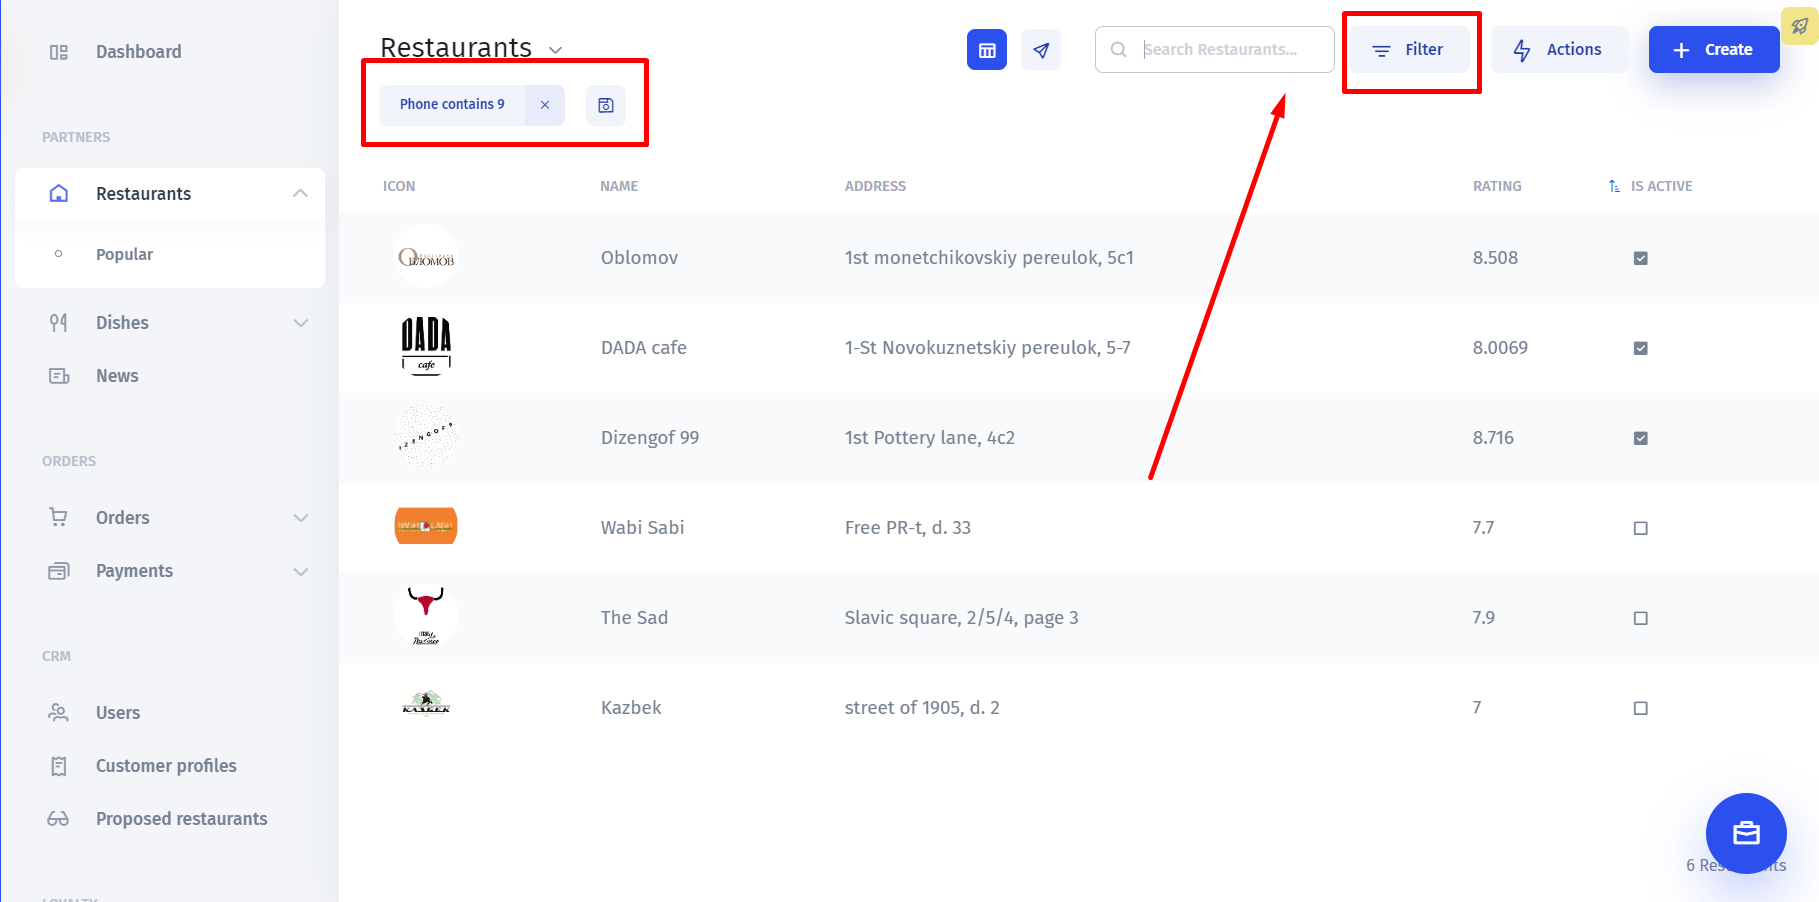 Dashboard
PARTNERS
Restaurants
Popular
Dishes
News
ORDERS
Orders
Payments
CRM
Users
Customer profiles
Proposed restaurants
LOYALTY
Restaurants
Search Restaurants...
Filter
Actions
Create
Phone contains 9
ICON NAME ADDRESS RATING IS ACTIVE
Oblomov 1st monetchikovskiy pereulok, 5c1 8.508
DADA cafe
DADA cafe 1-St Novokuznetskiy pereulok, 5-7 8.0069
Dizengof 99 1st Pottery lane, 4c2 8.716
Wabi Sabi Free PR-t, d. 33 7.7
The Sad Slavic square, 2/5/4, page 3 7.9
KAZBEK
Kazbek street of 1905, d. 2 7
6